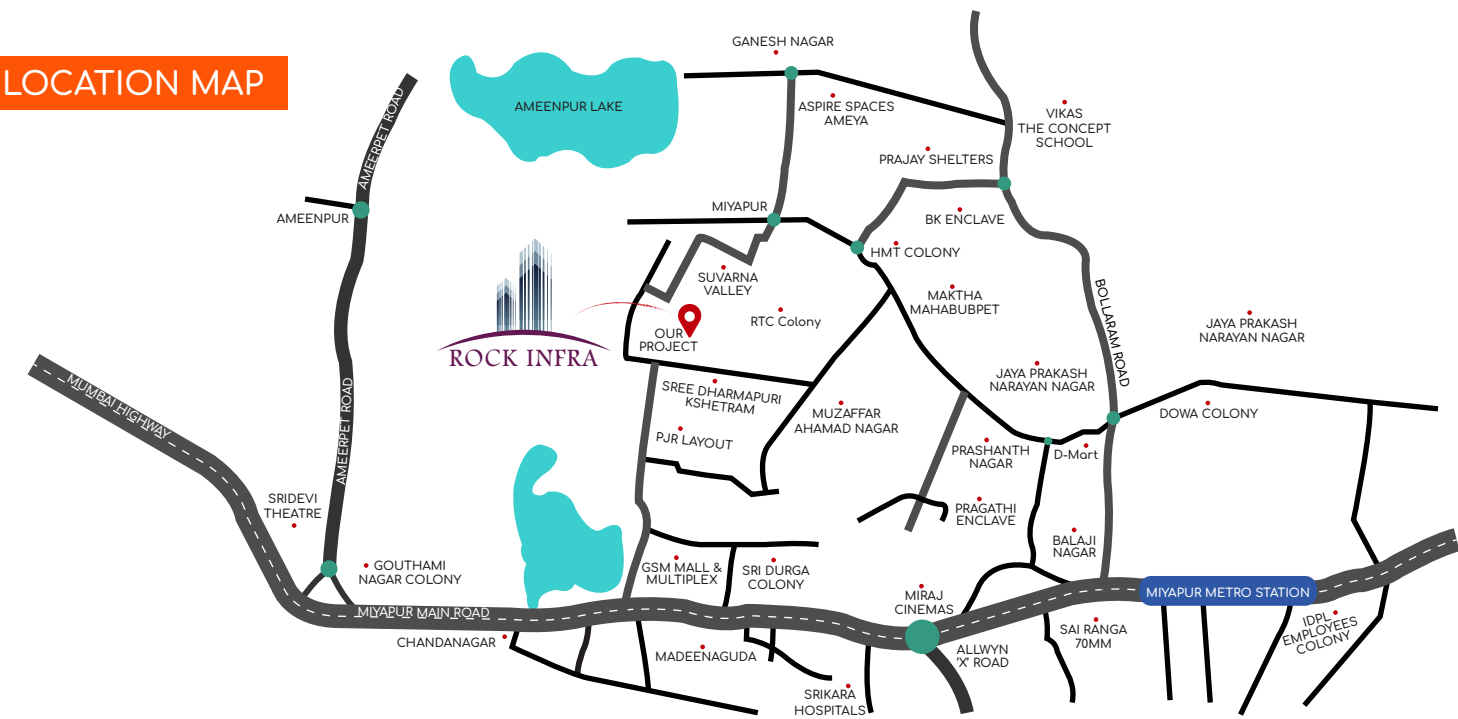 LOCATION MAP
GANESH NAGAR
AMEENPUR LAKE
ASPIRE SPACES
AMEYA
VIKAS
THE CONCEPT
SCHOOL
AMEERPET ROAD
PRAJAY SHELTERS
AMEENPUR
MIYAPUR
BK ENCLAVE
HMT COLONY
SUVARNA
VALLEY
MAKTHA
MAHABUBPET
BOLLARAM ROAD
RTC Colony
JAYA PRAKASH
NARAYAN NAGAR
OUR
PROJECT
ROCK INFRA
JAYA PRAKASH
NARAYAN NAGAR
SREE DHARMAPURI
KSHETRAM
MUMBAI HIGHWAY
AMEERPET ROAD
MUZAFFAR
AHAMAD NAGAR
DOWA COLONY
PJR LAYOUT
PRASHANTH
NAGAR
D-Mart
SRIDEVI
THEATRE
PRAGATHI
ENCLAVE
BALAJI
NAGAR
GOUTHAMI
NAGAR COLONY
GSM MALL &
MULTIPLEX
SRI DURGA
COLONY
MIRAJ
CINEMAS
MIYAPUR METRO STATION
MIYAPUR MAIN ROAD
CHANDANAGAR
MADEENAGUDA
ALLWYN
'X' ROAD
SAI RANGA
70MM
IDPL
EMPLOYEES
COLONY
SRIKARA
HOSPITALS